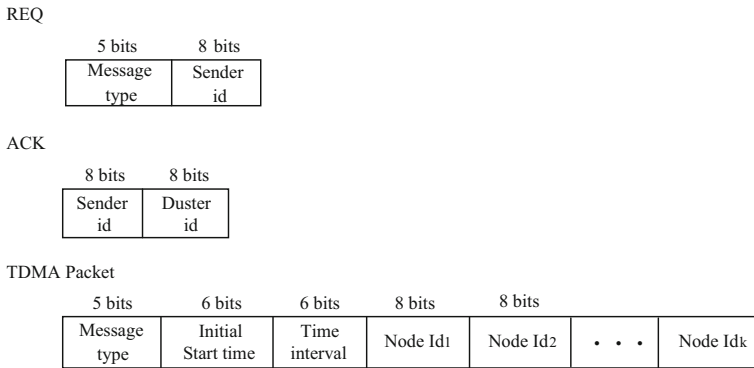 REQ
5 bits 8 bits
Message type Sender id
ACK
8 bits 8 bits
Sender id Duster id
TDMA Packet
5 bits 6 bits 6 bits 8 bits 8 bits
Message type Initial Start time Time interval Node Id1 Node Id2 • • • Node Idk